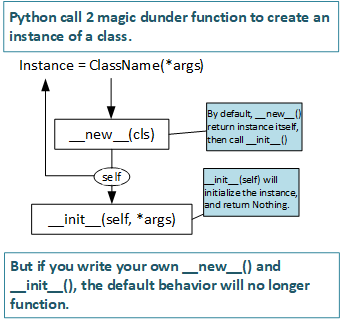 Python call 2 magic dunder function to create an
instance of a class.
Instance = ClassName(*args)
By default, __new__()
return instance itself,
then call __init__()
__new__(cls)
self
__init__(self) will
initialize the instance,
and return Nothing.
__init__(self, *args)
But if you write your own __new__() and
__init__(), the default behavior will no longer
function.